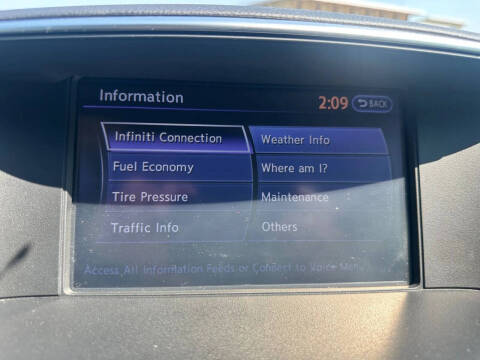 Information
2:09 BACK
Infiniti Connection Weather Info
Fuel Economy Where am I?
Tire Pressure Maintenance
Traffic Info Others
Access All Information Feeds or Connect to Voice Menu